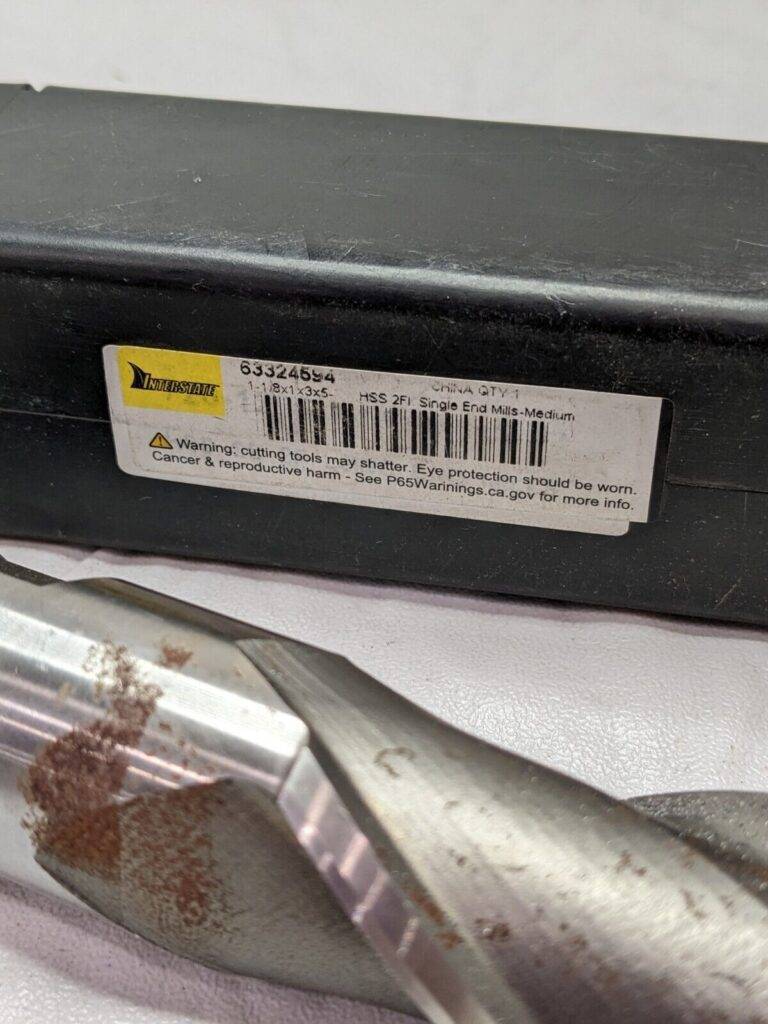 INTERSTATE
63324594
CHINA QTY 1
1-1/8x1x3x5-
HSS 2Fl Single End Mills-Medium
Warning: cutting tools may shatter. Eye protection should be worn.
Cancer & reproductive harm - See P65Warinings.ca.gov for more info.